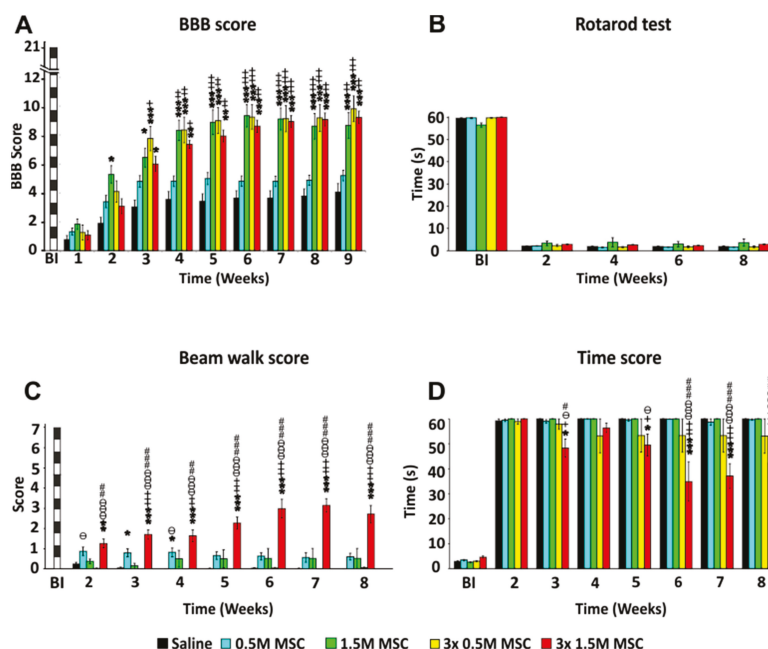 A BBB score
21
12
10
8
6
4
2
0
BBB Score
BI 1 2 3 4 5 6 7 8 9
Time (Weeks)
B Rotarod test
60
50
40
30
20
10
0
Time (s)
BI 2 4 6 8
Time (Weeks)
C Beam walk score
7
6
5
4
3
2
1
0
Score
BI 2 3 4 5 6 7 8
Time (Weeks)
D Time score
60
50
40
30
20
10
0
Time (s)
BI 2 3 4 5 6 7 8
Time (Weeks)
Saline 0.5M MSC 1.5M MSC 3x 0.5M MSC 3x 1.5M MSC